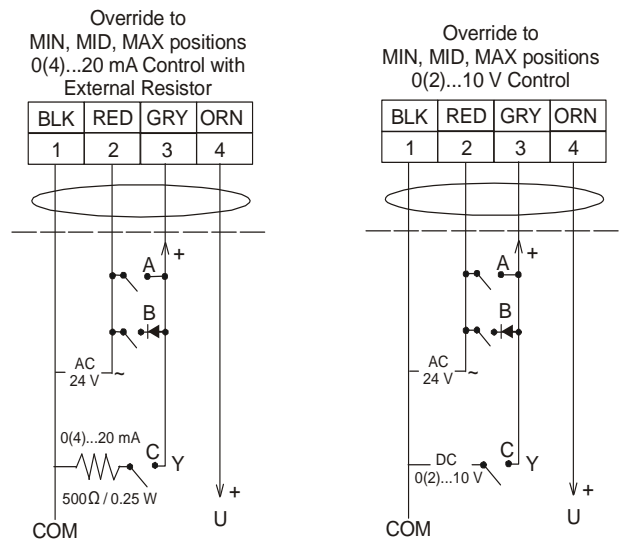 Override to
MIN, MID, MAX positions
0(4)...20 mA Control with
External Resistor
BLK RED GRY ORN
1 2 3 4
+
A
B
AC
24 V ~
0(4)...20 mA
C Y
500Ω / 0.25 W
+
U
COM
Override to
MIN, MID, MAX positions
0(2)...10 V Control
BLK RED GRY ORN
1 2 3 4
+
A
B
AC
24 V ~
C Y
DC
0(2)...10 V
+
U
COM